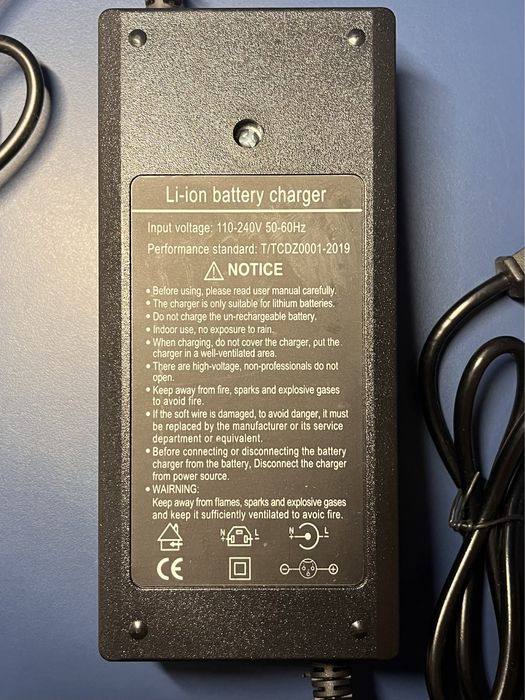 Li-ion battery charger
Input voltage: 110-240V 50-60Hz
Performance standard: T/TCDZ0001-2019
NOTICE
• Before using, please read user manual carefully.
• The charger is only suitable for lithium batteries.
• Do not charge the un-rechargeable battery.
• Indoor use, no exposure to rain.
• When charging, do not cover the charger, put the
charger in a well-ventilated area.
• There are high-voltage, non-professionals do not
open.
• Keep away from fire, sparks and explosive gases
to avoid fire.
• If the soft wire is damaged, to avoid danger, it must
be replaced by the manufacturer or its service
department or equivalent.
• Before connecting or disconnecting the battery
charger from the battery, Disconnect the charger
from power source.
• WARNING:
Keep away from flames, sparks and explosive gases
and keep it sufficiently ventilated to avoid fire.
N L N L
CE